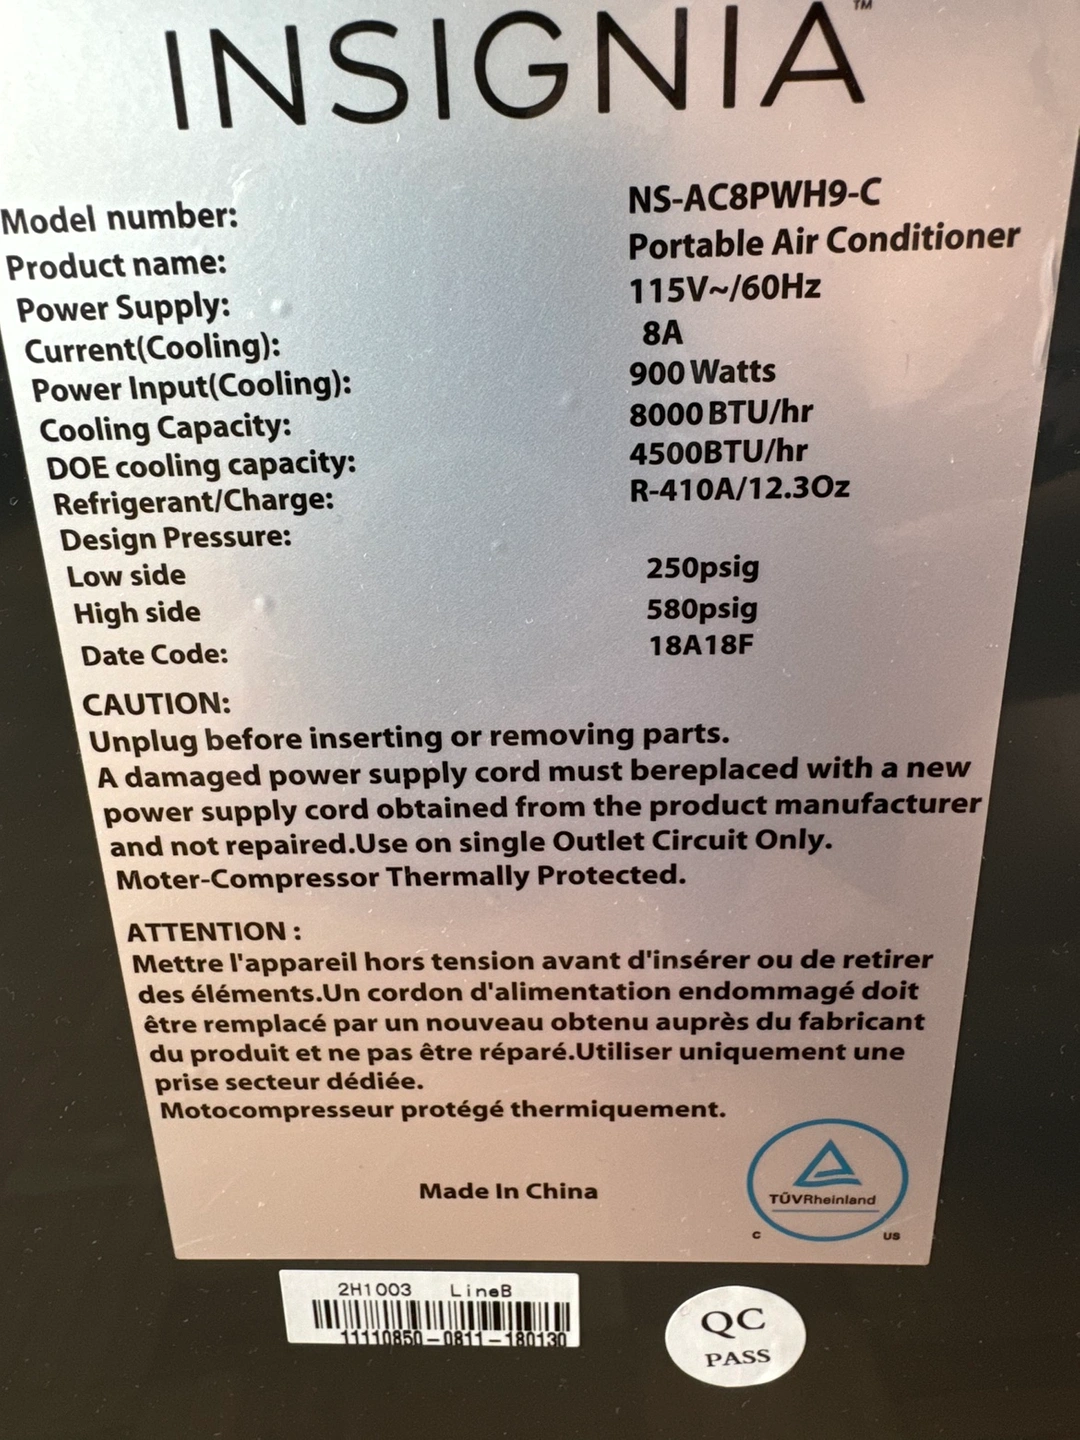 INSIGNIA™
Model number: NS-AC8PWH9-C
Product name: Portable Air Conditioner
Power Supply: 115V~/60Hz
Current(Cooling): 8A
Power Input(Cooling): 900 Watts
Cooling Capacity: 8000 BTU/hr
DOE cooling capacity: 4500BTU/hr
Refrigerant/Charge: R-410A/12.3Oz
Design Pressure:
Low side 250psig
High side 580psig
Date Code: 18A18F
CAUTION:
Unplug before inserting or removing parts.
A damaged power supply cord must bereplaced with a new
power supply cord obtained from the product manufacturer
and not repaired.Use on single Outlet Circuit Only.
Moter-Compressor Thermally Protected.
ATTENTION :
Mettre l'appareil hors tension avant d'insérer ou de retirer
des éléments.Un cordon d'alimentation endommagé doit
être remplacé par un nouveau obtenu auprès du fabricant
du produit et ne pas être réparé.Utiliser uniquement une
prise secteur dédiée.
Motocompresseur protégé thermiquement.
Made In China
TÜVRheinland
C US
2H1003 LineB
11110850-0811-180130
QC
PASS